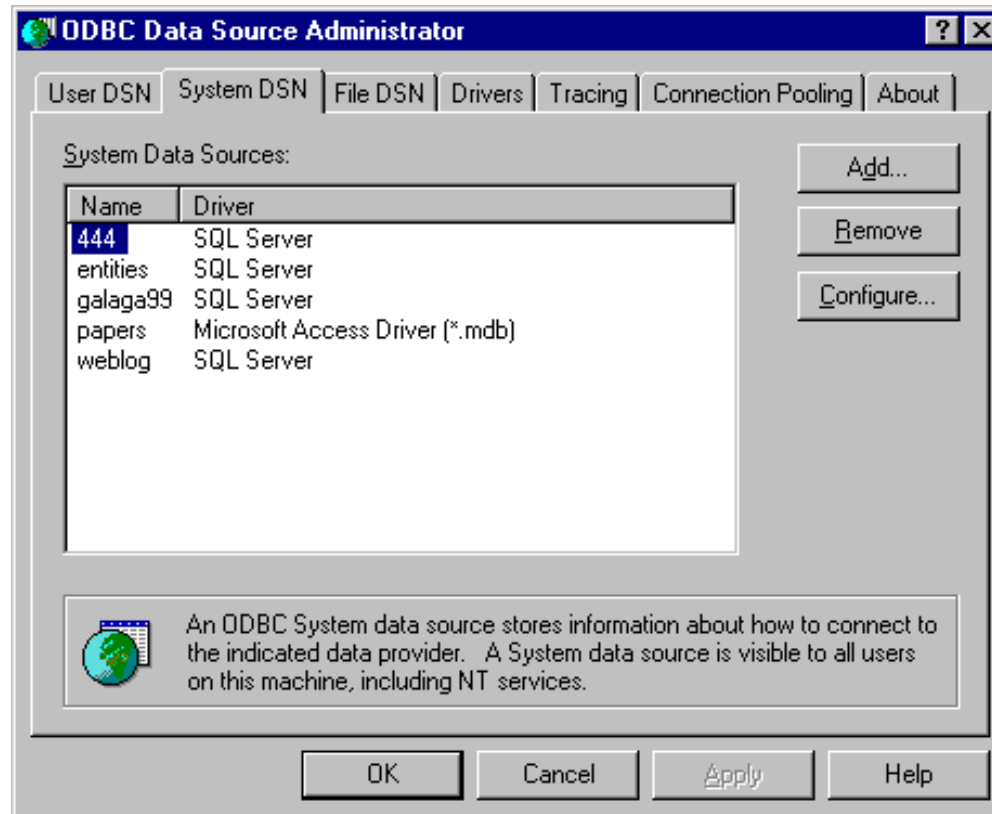 ODBC Data Source Administrator
User DSN System DSN File DSN Drivers Tracing Connection Pooling About
System Data Sources:
Name Driver
444 SQL Server
entities SQL Server
galaga99 SQL Server
papers Microsoft Access Driver (*.mdb)
weblog SQL Server
Add...
Remove
Configure...
An ODBC System data source stores information about how to connect to
the indicated data provider. A System data source is visible to all users
on this machine, including NT services.
OK Cancel Apply Help